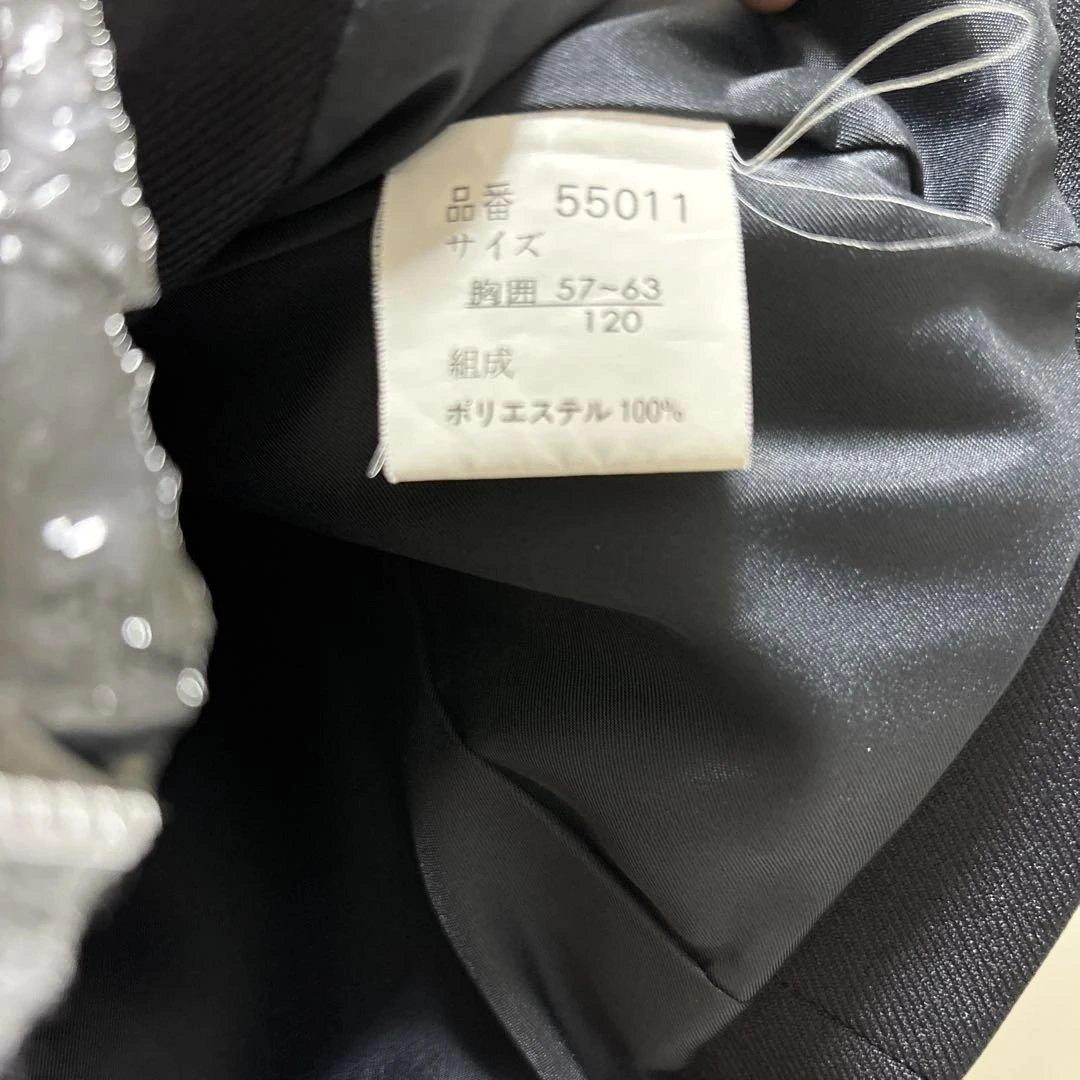 品番 55011
サイズ
胸囲 57~63
120
組成
ポリエステル 100%